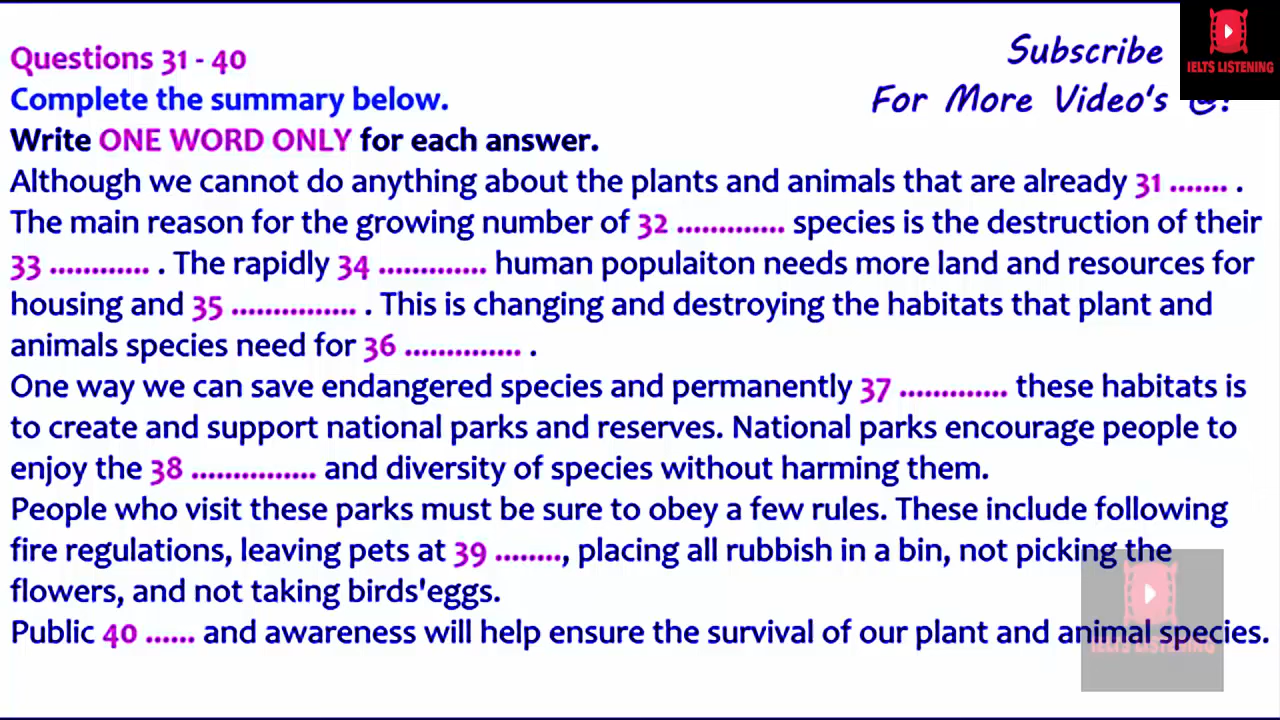 Questions 31 - 40
Subscribe
IELTS LISTENING
Complete the summary below.
For More Video's @:
Write ONE WORD ONLY for each answer.
Although we cannot do anything about the plants and animals that are already 31 ....... .
The main reason for the growing number of 32 ............. species is the destruction of their
33 ............ . The rapidly 34 ............. human populaiton needs more land and resources for
housing and 35 ............... . This is changing and destroying the habitats that plant and
animals species need for 36 .............. .
One way we can save endangered species and permanently 37 ............. these habitats is
to create and support national parks and reserves. National parks encourage people to
enjoy the 38 ............... and diversity of species without harming them.
People who visit these parks must be sure to obey a few rules. These include following
fire regulations, leaving pets at 39 ........, placing all rubbish in a bin, not picking the
flowers, and not taking birds'eggs.
Public 40 ...... and awareness will help ensure the survival of our plant and animal species.
IELTS LISTENING